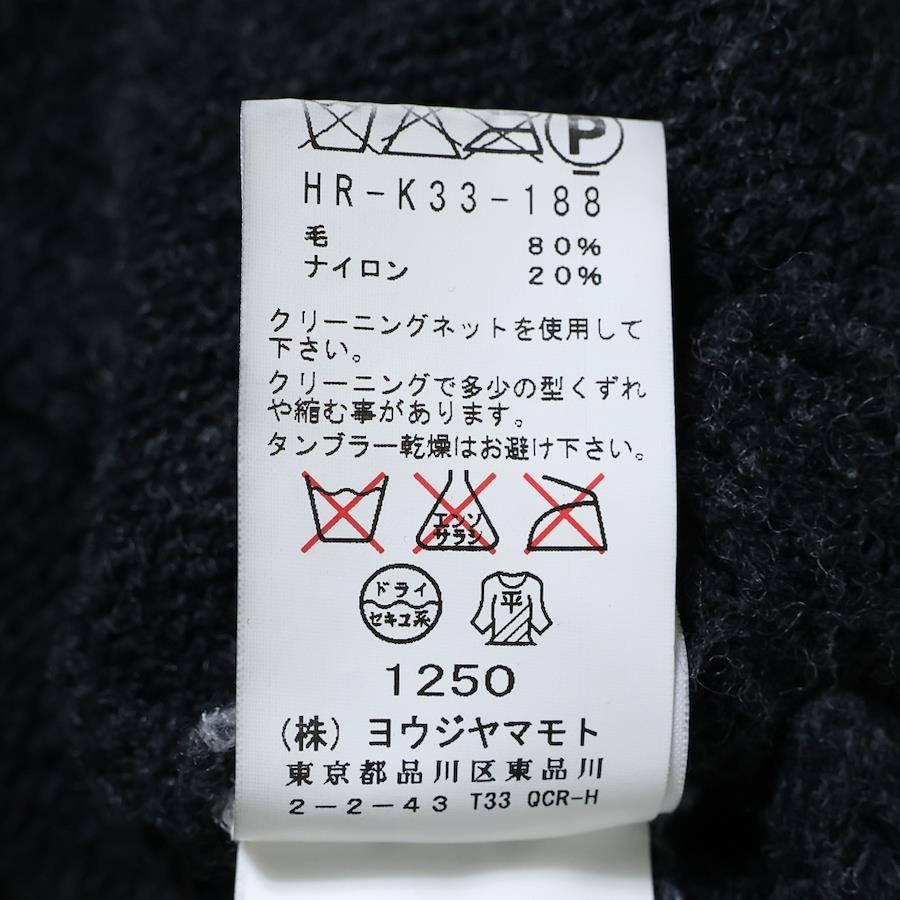 P
HR-K33-188
毛 80%
ナイロン 20%
クリーニングネットを使用して
下さい。
クリーニングで多少の型くずれ
や縮む事があります。
タンブラー乾燥はお避け下さい。
エンソ
サラシ
ドライ
セキユ系
平
1250
(株) ヨウジヤマモト
東京都品川区東品川
2-2-43 T33 QCR-H